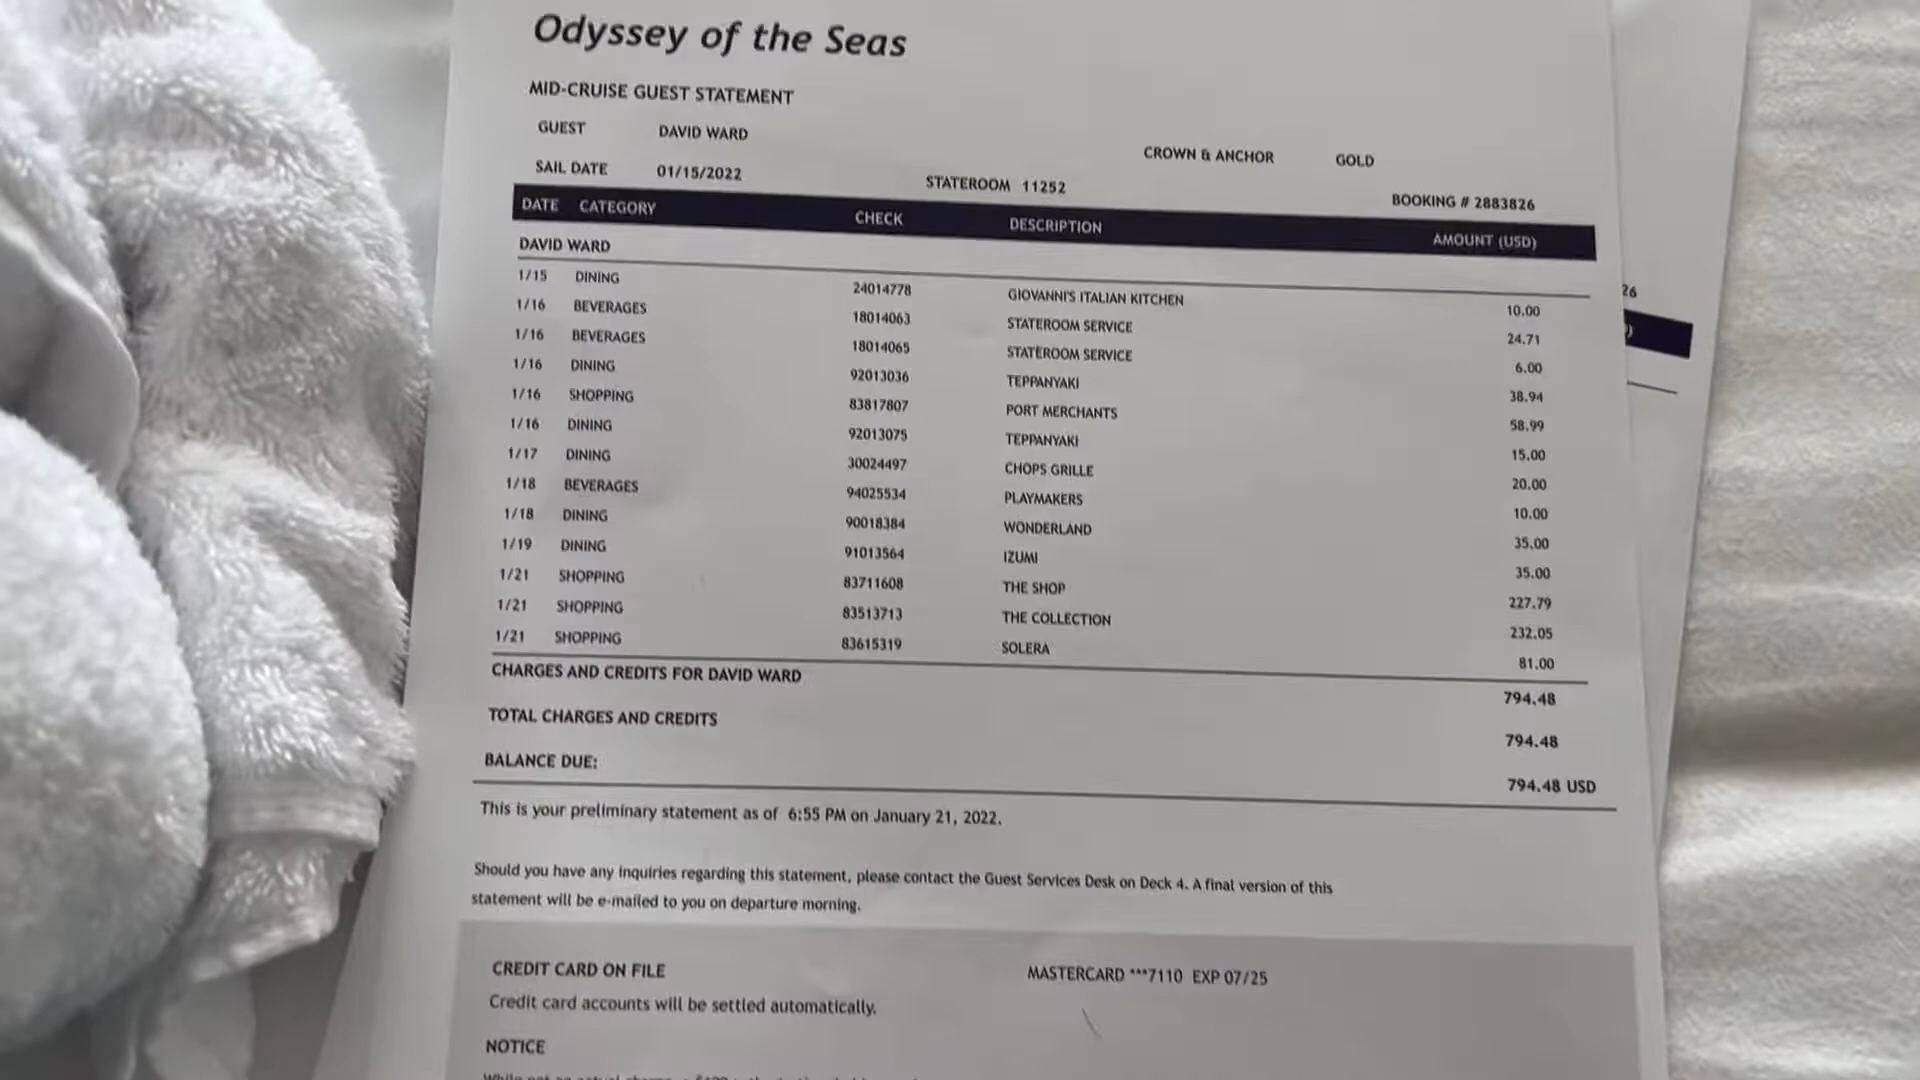 Odyssey of the Seas
MID-CRUISE GUEST STATEMENT
GUEST DAVID WARD
CROWN & ANCHOR GOLD
SAIL DATE 01/15/2022
STATEROOM 11252
BOOKING # 2883826
DATE CATEGORY CHECK DESCRIPTION AMOUNT (USD)
DAVID WARD
1/15 DINING 24014778 GIOVANNI'S ITALIAN KITCHEN 10.00
1/16 BEVERAGES 18014063 STATEROOM SERVICE 24.71
1/16 BEVERAGES 18014065 STATEROOM SERVICE 6.00
1/16 DINING 92013036 TEPPANYAKI 38.94
1/16 SHOPPING 83817807 PORT MERCHANTS 58.99
1/16 DINING 92013075 TEPPANYAKI 15.00
1/17 DINING 30024497 CHOPS GRILLE 20.00
1/18 BEVERAGES 94025534 PLAYMAKERS 10.00
1/18 DINING 90018384 WONDERLAND 35.00
1/19 DINING 91013564 IZUMI 35.00
1/21 SHOPPING 83711608 THE SHOP 227.79
1/21 SHOPPING 83513713 THE COLLECTION 232.05
1/21 SHOPPING 83615319 SOLERA 81.00
CHARGES AND CREDITS FOR DAVID WARD 794.48
TOTAL CHARGES AND CREDITS 794.48
BALANCE DUE: 794.48 USD
This is your preliminary statement as of 6:55 PM on January 21, 2022.
Should you have any inquiries regarding this statement, please contact the Guest Services Desk on Deck 4. A final version of this
statement will be e-mailed to you on departure morning.
CREDIT CARD ON FILE MASTERCARD ***7110 EXP 07/25
Credit card accounts will be settled automatically.
NOTICE
26